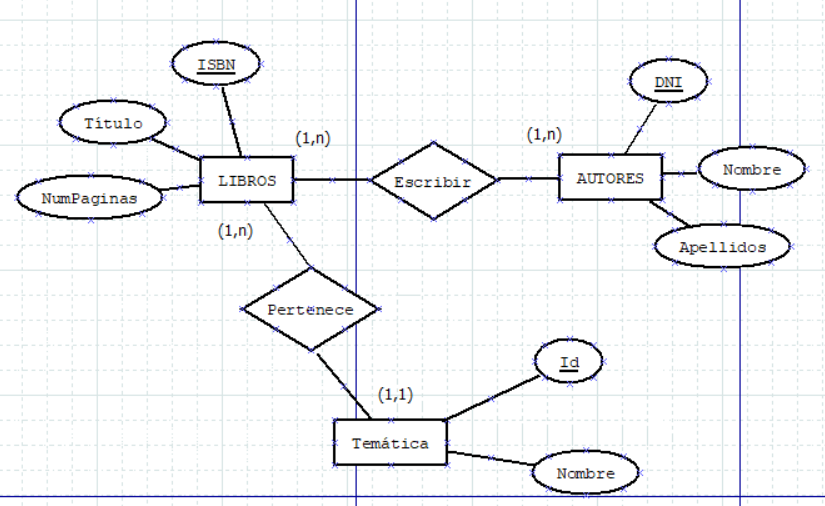 ISBN
DNI
Título
(1,n)
(1,n)
Nombre
LIBROS
Escribir
AUTORES
NumPaginas
(1,n)
Apellidos
Pertenece
Id
(1,1)
Temática
Nombre